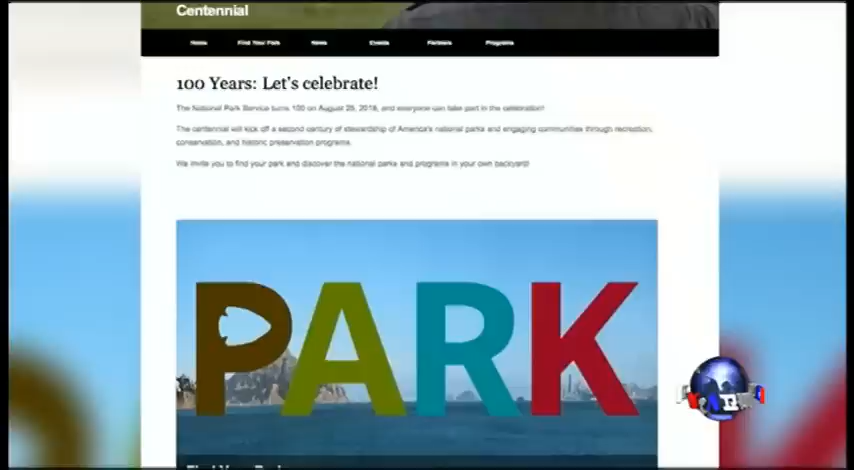 Centennial
Home Find Your Park News Events Partners Programs
100 Years: Let's celebrate!
The National Park Service turns 100 on August 25, 2016, and everyone can take part in the celebration!
The centennial will kick off a second century of stewardship of America's national parks and engaging communities through recreation,
conservation, and historic preservation programs.
We invite you to find your park and discover the national parks and programs in your own backyard!
PARK
Find Your Park